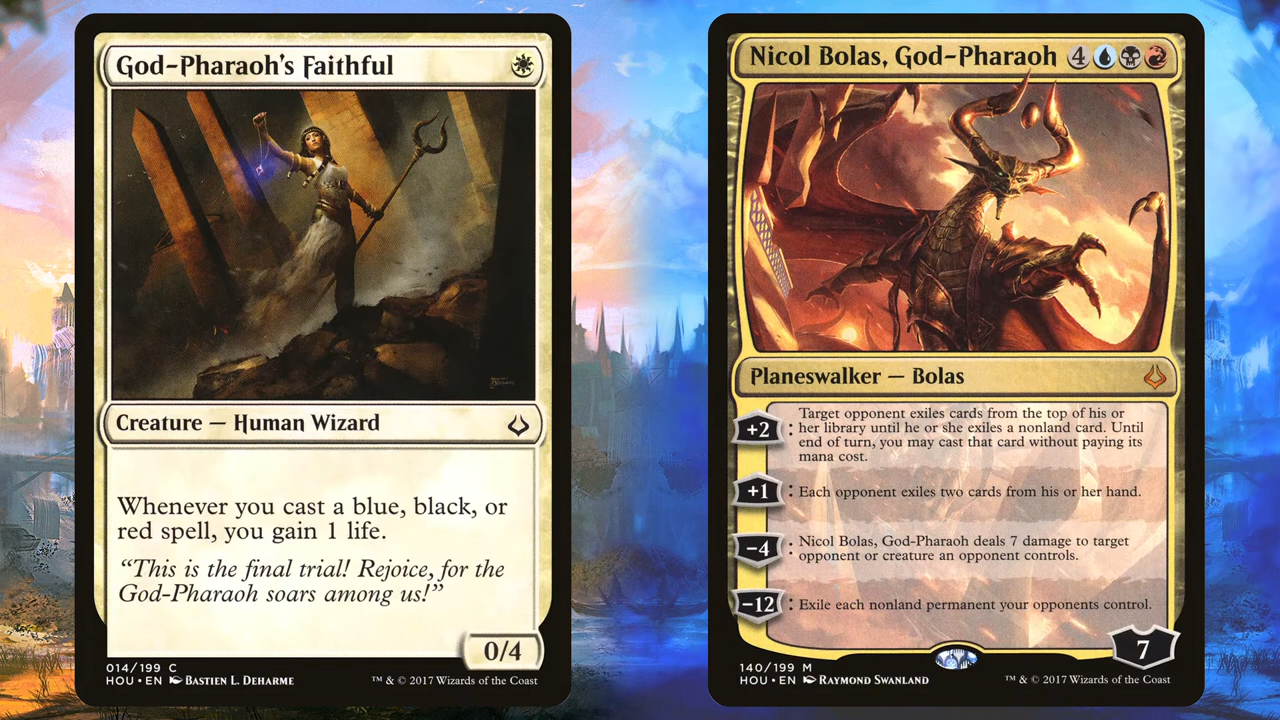 God-Pharaoh's Faithful
Creature — Human Wizard
Whenever you cast a blue, black, or
red spell, you gain 1 life.
“This is the final trial! Rejoice, for the
God-Pharaoh soars among us!”
0/4
014/199 C
HOU • EN Bastien L. Deharme
™ & © 2017 Wizards of the Coast
Nicol Bolas, God-Pharaoh 4
Planeswalker — Bolas
+2 : Target opponent exiles cards from the top of his or
her library until he or she exiles a nonland card. Until
end of turn, you may cast that card without paying its
mana cost.
+1 : Each opponent exiles two cards from his or her hand.
−4 : Nicol Bolas, God-Pharaoh deals 7 damage to target
opponent or creature an opponent controls.
−12 : Exile each nonland permanent your opponents control.
7
140/199 M
HOU • EN Raymond Swanland
™ & © 2017 Wizards of the Coast